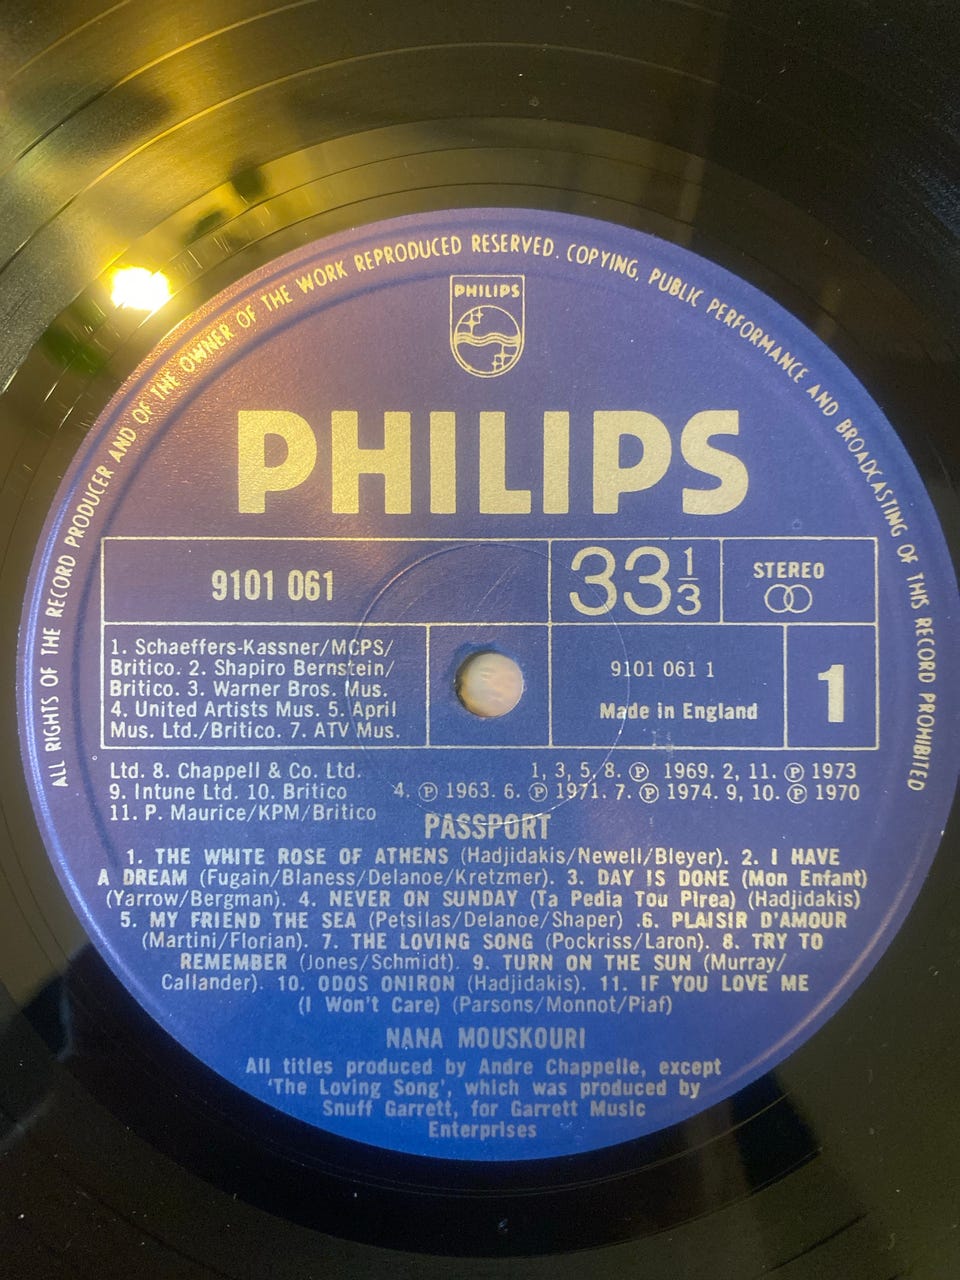 ALL RIGHTS OF THE RECORD PRODUCER AND OF THE OWNER OF THE WORK REPRODUCED RESERVED. COPYING, PUBLIC PERFORMANCE AND BROADCASTING OF THIS RECORD PROHIBITED
PHILIPS
PHILIPS
9101 061
33 1/3
STEREO
1. Schaeffers-Kassner/MCPS/
Britico. 2. Shapiro Bernstein/
Britico. 3. Warner Bros. Mus.
4. United Artists Mus. 5. April
Mus. Ltd./Britico. 7. ATV Mus.
Ltd. 8. Chappell & Co. Ltd.
9. Intune Ltd. 10. Britico
11. P. Maurice/KPM/Britico
9101 061 1
Made in England
1
1, 3, 5, 8. ℗ 1969. 2, 11. ℗ 1973
4. ℗ 1963. 6. ℗ 1971. 7. ℗ 1974. 9, 10. ℗ 1970
PASSPORT
1. THE WHITE ROSE OF ATHENS (Hadjidakis/Newell/Bleyer). 2. I HAVE
A DREAM (Fugain/Blaness/Delanoe/Kretzmer). 3. DAY IS DONE (Mon Enfant)
(Yarrow/Bergman). 4. NEVER ON SUNDAY (Ta Pedia Tou Pirea) (Hadjidakis)
5. MY FRIEND THE SEA (Petsilas/Delanoe/Shaper) .6. PLAISIR D'AMOUR
(Martini/Florian). 7. THE LOVING SONG (Pockriss/Laron). 8. TRY TO
REMEMBER (Jones/Schmidt). 9. TURN ON THE SUN (Murray/
Callander). 10. ODOS ONIRON (Hadjidakis). 11. IF YOU LOVE ME
(I Won't Care) (Parsons/Monnot/Piaf)
NANA MOUSKOURI
All titles produced by Andre Chappelle, except
'The Loving Song', which was produced by
Snuff Garrett, for Garrett Music
Enterprises